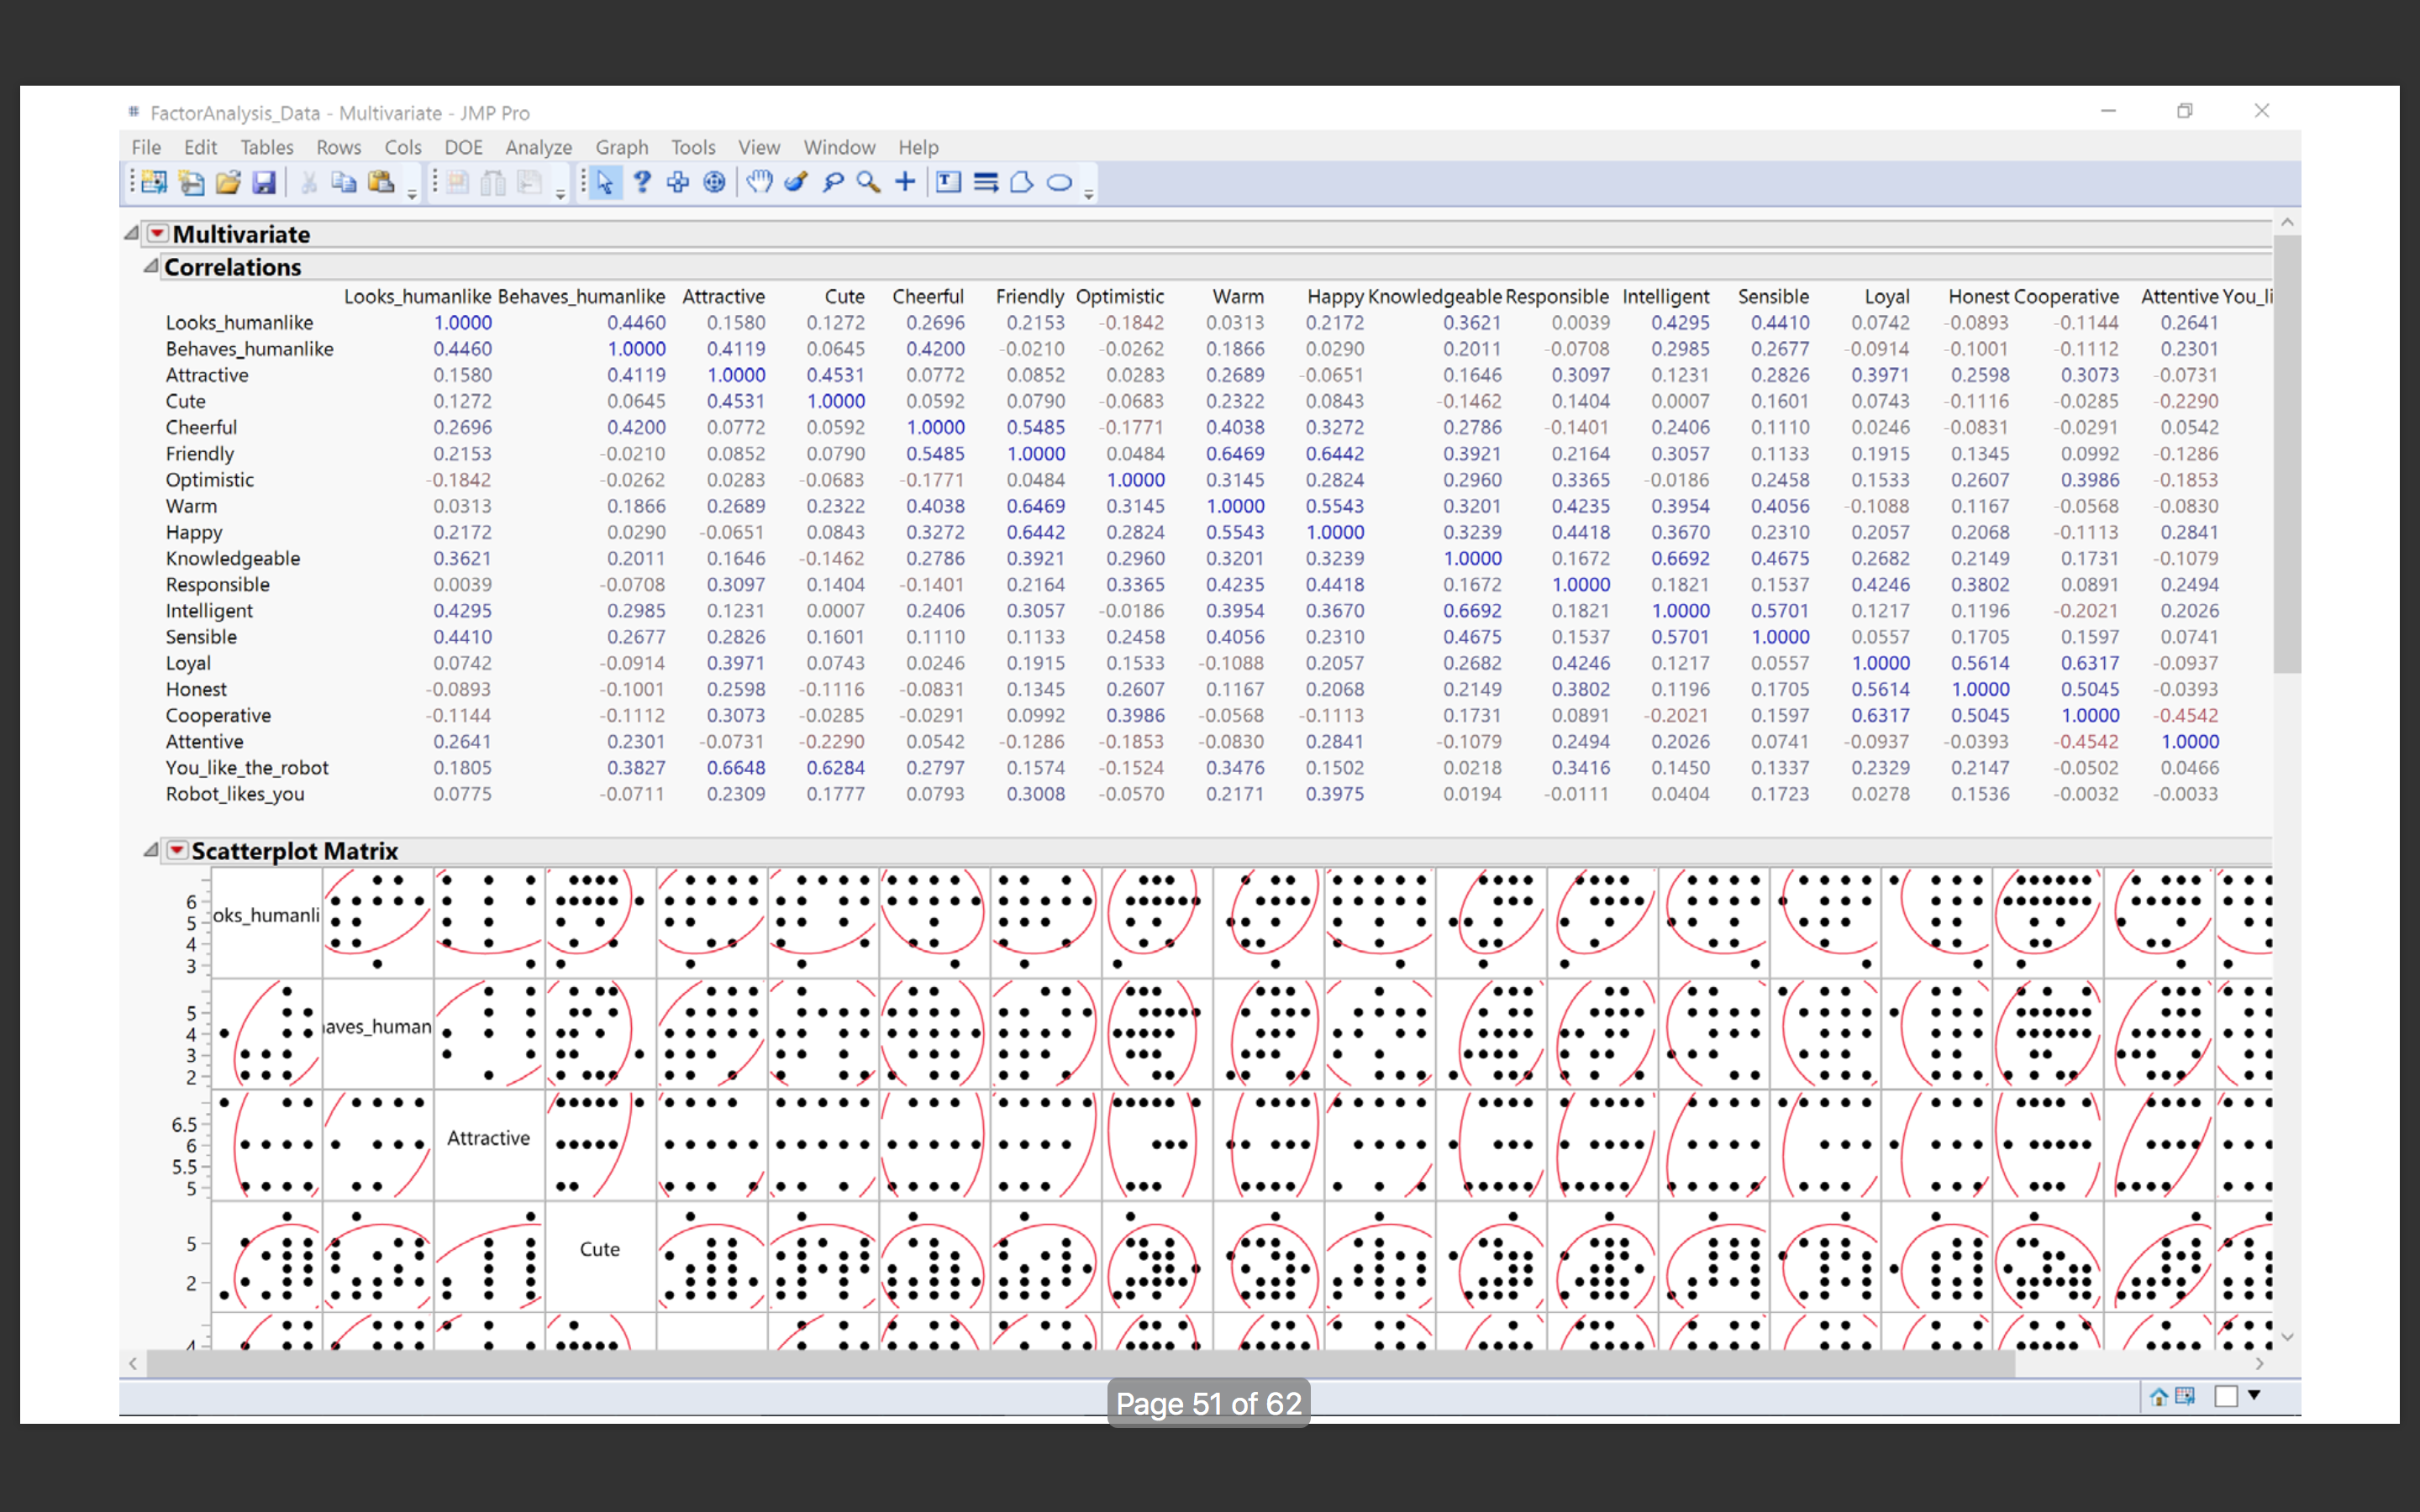 FactorAnalysis_Data - Multivariate - JMP Pro
File Edit Tables Rows Cols DOE Analyze Graph Tools View Window Help
Multivariate
Correlations
Looks_humanlike Behaves_humanlike Attractive Cute Cheerful Friendly Optimistic Warm Happy Knowledgeable Responsible Intelligent Sensible Loyal Honest Cooperative Attentive You_li
Looks_humanlike 1.0000 0.4460 0.1580 0.1272 0.2696 0.2153 -0.1842 0.0313 0.2172 0.3621 0.0039 0.4295 0.4410 0.0742 -0.0893 -0.1144 0.2641
Behaves_humanlike 0.4460 1.0000 0.4119 0.0645 0.4200 -0.0210 -0.0262 0.1866 0.0290 0.2011 -0.0708 0.2985 0.2677 -0.0914 -0.1001 -0.1112 0.2301
Attractive 0.1580 0.4119 1.0000 0.4531 0.0772 0.0852 0.0283 0.2689 -0.0651 0.1646 0.3097 0.1231 0.2826 0.3971 0.2598 0.3073 -0.0731
Cute 0.1272 0.0645 0.4531 1.0000 0.0592 0.0790 -0.0683 0.2322 0.0843 -0.1462 0.1404 0.0007 0.1601 0.0743 -0.1116 -0.0285 -0.2290
Cheerful 0.2696 0.4200 0.0772 0.0592 1.0000 0.5485 -0.1771 0.4038 0.3272 0.2786 -0.1401 0.2406 0.1110 0.0246 -0.0831 -0.0291 0.0542
Friendly 0.2153 -0.0210 0.0852 0.0790 0.5485 1.0000 0.0484 0.6469 0.6442 0.3921 0.2164 0.3057 0.1133 0.1915 0.1345 0.0992 -0.1286
Optimistic -0.1842 -0.0262 0.0283 -0.0683 -0.1771 0.0484 1.0000 0.3145 0.2824 0.2960 0.3365 -0.0186 0.2458 0.1533 0.2607 0.3986 -0.1853
Warm 0.0313 0.1866 0.2689 0.2322 0.4038 0.6469 0.3145 1.0000 0.5543 0.3201 0.4235 0.3954 0.4056 -0.1088 0.1167 -0.0568 -0.0830
Happy 0.2172 0.0290 -0.0651 0.0843 0.3272 0.6442 0.2824 0.5543 1.0000 0.3239 0.4418 0.3670 0.2310 0.2057 0.2068 -0.1113 0.2841
Knowledgeable 0.3621 0.2011 0.1646 -0.1462 0.2786 0.3921 0.2960 0.3201 0.3239 1.0000 0.1672 0.6692 0.4675 0.2682 0.2149 0.1731 -0.1079
Responsible 0.0039 -0.0708 0.3097 0.1404 -0.1401 0.2164 0.3365 0.4235 0.4418 0.1672 1.0000 0.1821 0.1537 0.4246 0.3802 0.0891 0.2494
Intelligent 0.4295 0.2985 0.1231 0.0007 0.2406 0.3057 -0.0186 0.3954 0.3670 0.6692 0.1821 1.0000 0.5701 0.1217 0.1196 -0.2021 0.2026
Sensible 0.4410 0.2677 0.2826 0.1601 0.1110 0.1133 0.2458 0.4056 0.2310 0.4675 0.1537 0.5701 1.0000 0.0557 0.1705 0.1597 0.0741
Loyal 0.0742 -0.0914 0.3971 0.0743 0.0246 0.1915 0.1533 -0.1088 0.2057 0.2682 0.4246 0.1217 0.0557 1.0000 0.5614 0.6317 -0.0937
Honest -0.0893 -0.1001 0.2598 -0.1116 -0.0831 0.1345 0.2607 0.1167 0.2068 0.2149 0.3802 0.1196 0.1705 0.5614 1.0000 0.5045 -0.0393
Cooperative -0.1144 -0.1112 0.3073 -0.0285 -0.0291 0.0992 0.3986 -0.0568 -0.1113 0.1731 0.0891 -0.2021 0.1597 0.6317 0.5045 1.0000 -0.4542
Attentive 0.2641 0.2301 -0.0731 -0.2290 0.0542 -0.1286 -0.1853 -0.0830 0.2841 -0.1079 0.2494 0.2026 0.0741 -0.0937 -0.0393 -0.4542 1.0000
You_like_the_robot 0.1805 0.3827 0.6648 0.6284 0.2797 0.1574 -0.1524 0.3476 0.1502 0.0218 0.3416 0.1450 0.1337 0.2329 0.2147 -0.0502 0.0466
Robot_likes_you 0.0775 -0.0711 0.2309 0.1777 0.0793 0.3008 -0.0570 0.2171 0.3975 0.0194 -0.0111 0.0404 0.1723 0.0278 0.1536 -0.0032 -0.0033
Scatterplot Matrix
6
5
4
3
oks_humanli
5
4
3
2
aves_human
6.5
6
5.5
5
Attractive
5
2
Cute
4
Page 51 of 62